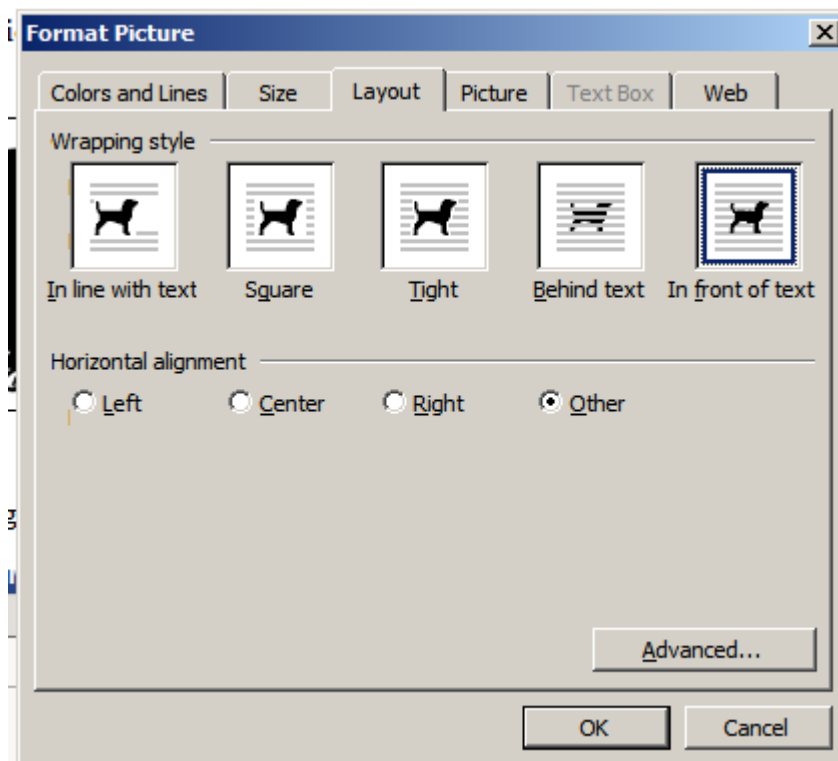 Format Picture
Colors and Lines Size Layout Picture Text Box Web
Wrapping style
In line with text Square Tight Behind text In front of text
Horizontal alignment
Left Center Right Other
Advanced...
OK Cancel